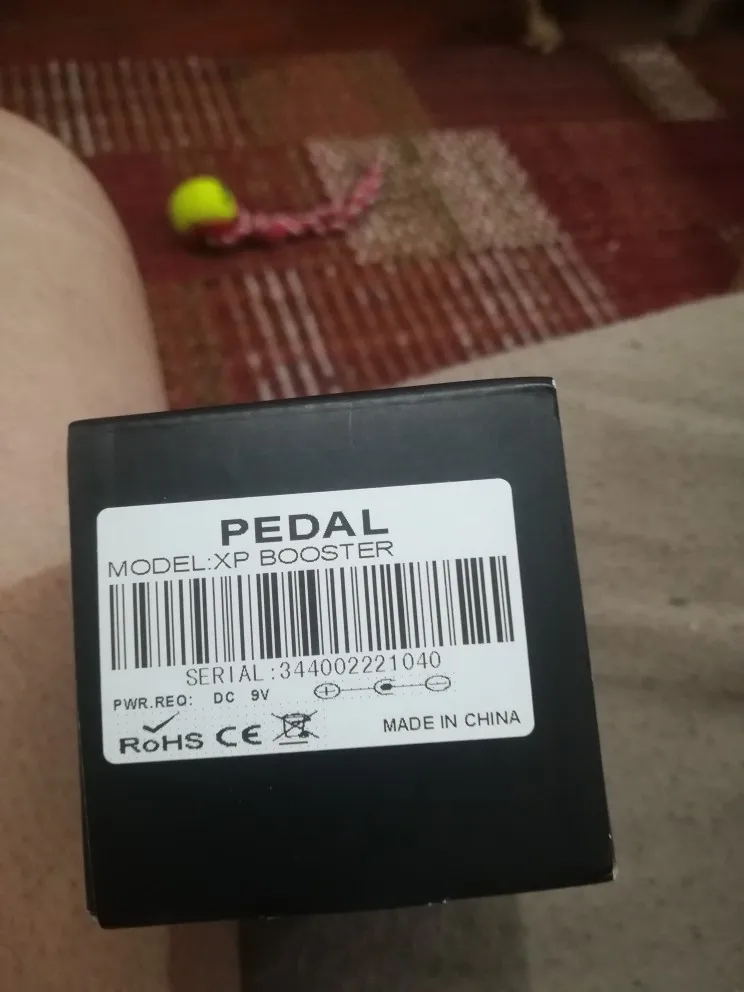 PEDAL
MODEL:XP BOOSTER
SERIAL:344002221040
PWR.REQ: DC 9V
RoHS CE
MADE IN CHINA